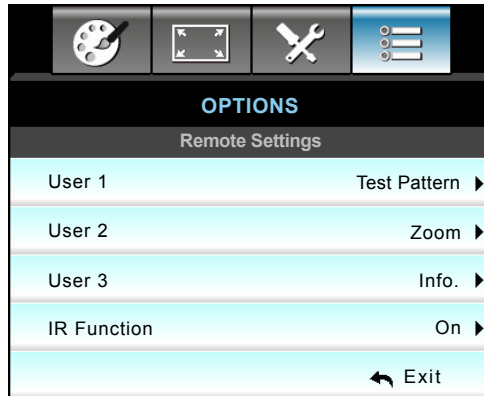 OPTIONS
Remote Settings
User 1 Test Pattern
User 2 Zoom
User 3 Info.
IR Function On
Exit